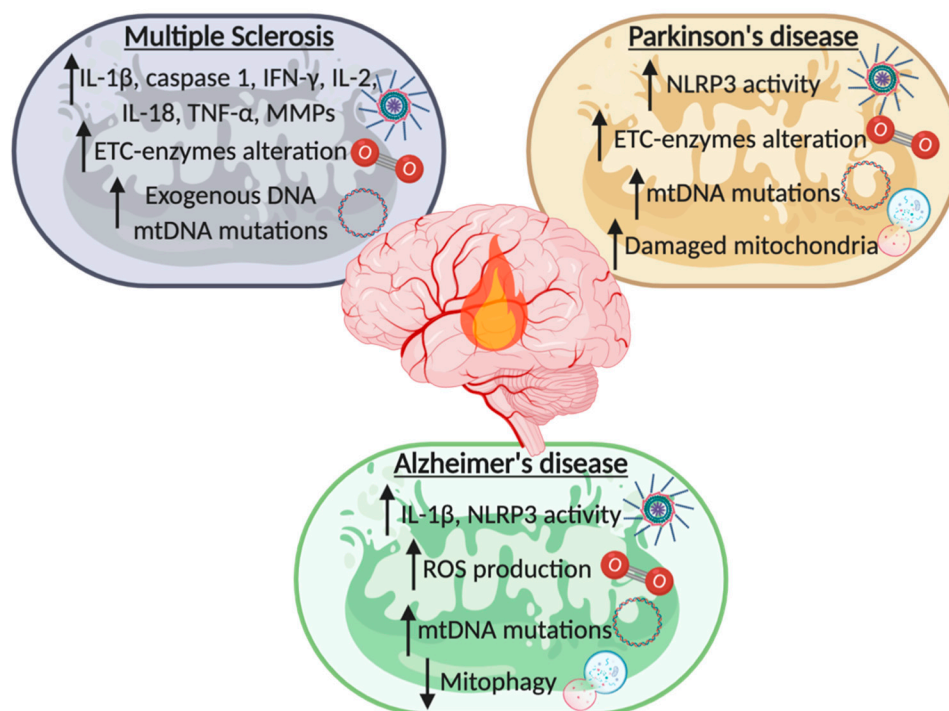 Multiple Sclerosis
IL-1β, caspase 1, IFN-γ, IL-2,
IL-18, TNF-α, MMPs
ETC-enzymes alteration
O O
Exogenous DNA
mtDNA mutations
Parkinson's disease
NLRP3 activity
ETC-enzymes alteration
O O
mtDNA mutations
Damaged mitochondria
Alzheimer's disease
IL-1β, NLRP3 activity
ROS production
O O
mtDNA mutations
Mitophagy